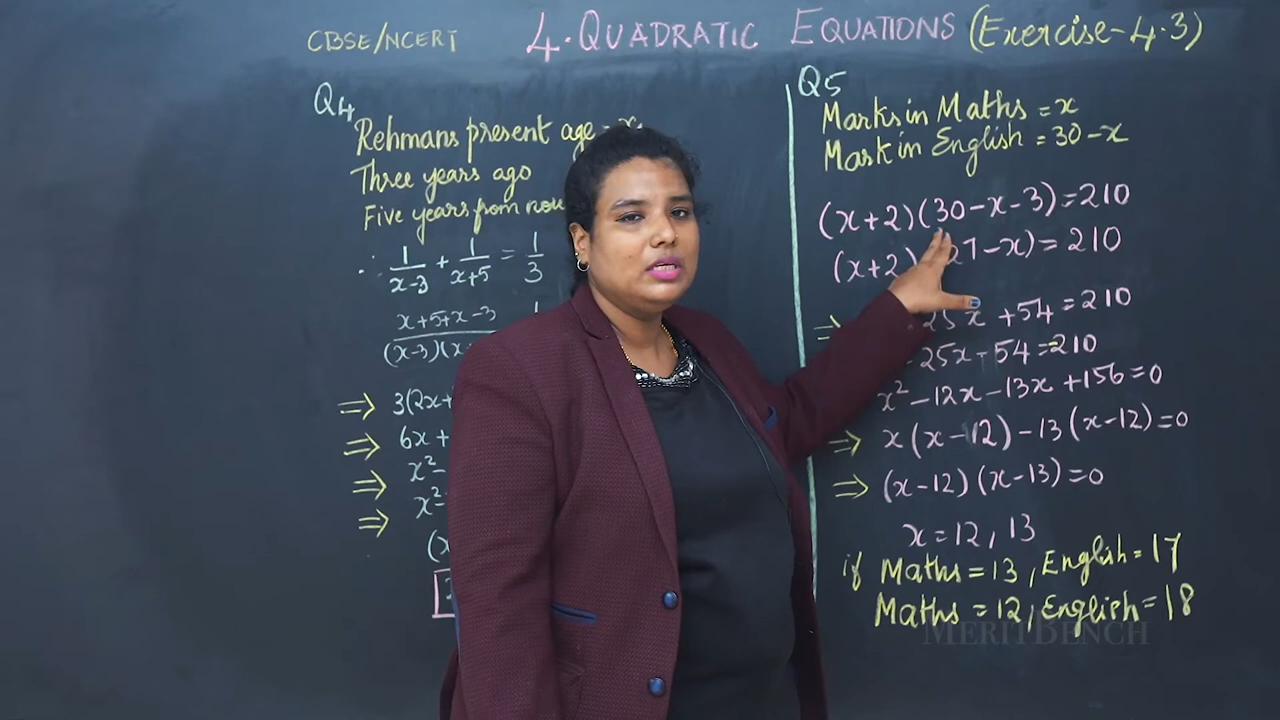 CBSE/NCERT 4. QUADRATIC EQUATIONS (Exercise-4.3)
Q4
Rehmans present age = x
Three years ago
Five years from now
∴ 1/(x-3) + 1/(x+5) = 1/3
x+5+x-3
(x-3)(x
⇒ 3(2x+
⇒ 6x+
⇒ x²-
⇒ x²-
(x
Q5
Marks in Maths = x
Mark in English = 30-x
(x+2)(30-x-3)=210
(x+2) 27-x)=210
⇒ 25x +54=210
25x-54=210
x²-12x-13x+156=0
⇒ x(x-12)-13(x-12)=0
⇒ (x-12)(x-13)=0
x=12, 13
if Maths=13, English=17
Maths=12, English=18
MERITBENCH